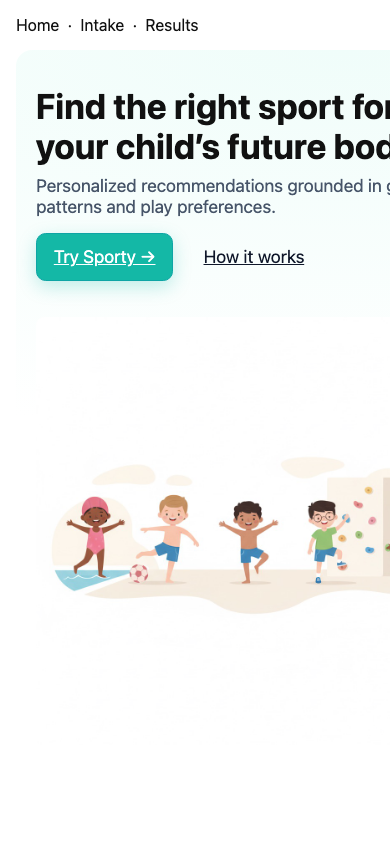 Home · Intake · Results
Find the right sport for
your child's future
Personalized recommendations grounded in
patterns and play preferences.
Try Sporty →
How it works